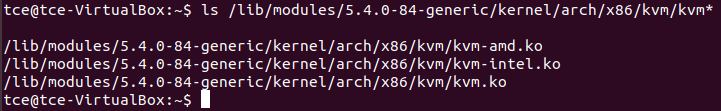 tce@tce-VirtualBox:~$ ls /lib/modules/5.4.0-84-generic/kernel/arch/x86/kvm/kvm*
/lib/modules/5.4.0-84-generic/kernel/arch/x86/kvm/kvm-amd.ko
/lib/modules/5.4.0-84-generic/kernel/arch/x86/kvm/kvm-intel.ko
/lib/modules/5.4.0-84-generic/kernel/arch/x86/kvm/kvm.ko
tce@tce-VirtualBox:~$